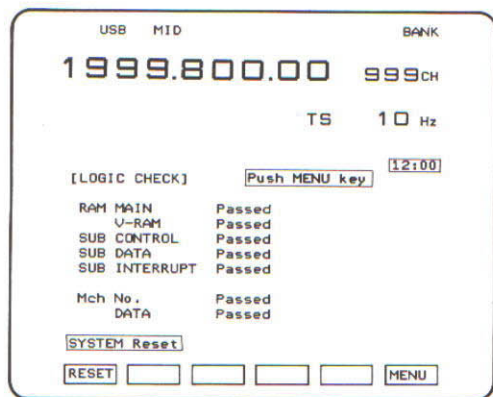 USB MID BANK
1999.800.00 999CH
TS 10 Hz
12:00
[LOGIC CHECK] Push MENU key
RAM MAIN Passed
V-RAM Passed
SUB CONTROL Passed
SUB DATA Passed
SUB INTERRUPT Passed
Mch No. Passed
DATA Passed
SYSTEM Reset
RESET MENU